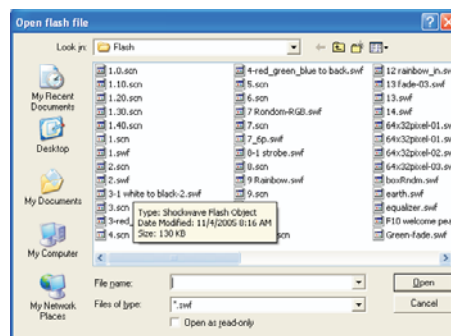 Open flash file
Look in: Flash
My Recent
Documents
Desktop
My Documents
My Computer
My Network
Places
1.0.scn
1.10.scn
1.20.scn
1.30.scn
1.40.scn
1.scn
1.swf
2.scn
2.swf
3-1 white to black-2.swf
3.scn
3-red_
4.scn
4-red_green_blue to back.swf
5.scn
6.scn
7 Rondom-RGB.swf
7.scn
7_6p.swf
8-1 strobe.swf
8.scn
9 Rainbow.swf
9.scn
scn
12 rainbow_in.sw
13 fade-03.swf
13.swf
14.swf
64x32pixel-01.sw
64x32pixel-01.sw
64x32pixel-02.sw
64x32pixel-03.sw
boxRndm.swf
earth.swf
equalizer.swf
F10 welcome pea
Green-fade.swf
Type: Shockwave Flash Object
Date Modified: 11/4/2005 8:16 AM
Size: 130 KB
File name:
Open
Files of type: *.swf
Cancel
Open as read-only